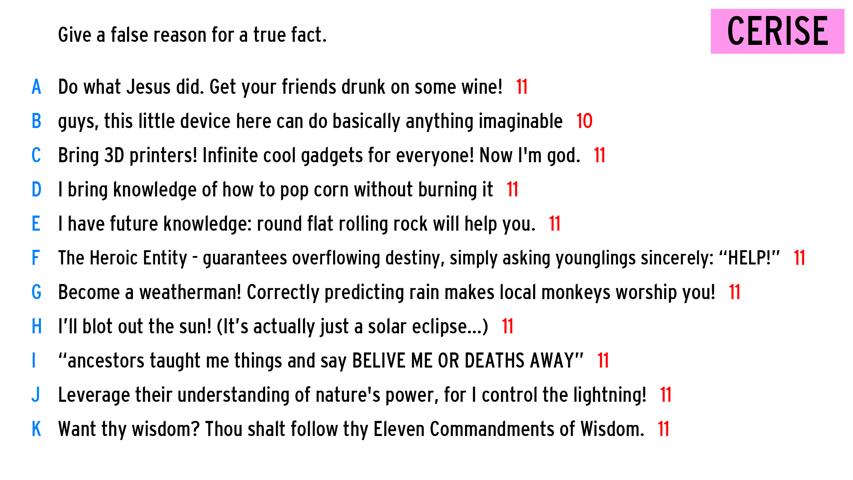 Give a false reason for a true fact.
CERISE
A Do what Jesus did. Get your friends drunk on some wine! 11
B guys, this little device here can do basically anything imaginable 10
C Bring 3D printers! Infinite cool gadgets for everyone! Now I'm god. 11
D I bring knowledge of how to pop corn without burning it 11
E I have future knowledge: round flat rolling rock will help you. 11
F The Heroic Entity - guarantees overflowing destiny, simply asking younglings sincerely: “HELP!” 11
G Become a weatherman! Correctly predicting rain makes local monkeys worship you! 11
H I’ll blot out the sun! (It’s actually just a solar eclipse...) 11
I “ancestors taught me things and say BELIVE ME OR DEATHS AWAY” 11
J Leverage their understanding of nature's power, for I control the lightning! 11
K Want thy wisdom? Thou shalt follow thy Eleven Commandments of Wisdom. 11